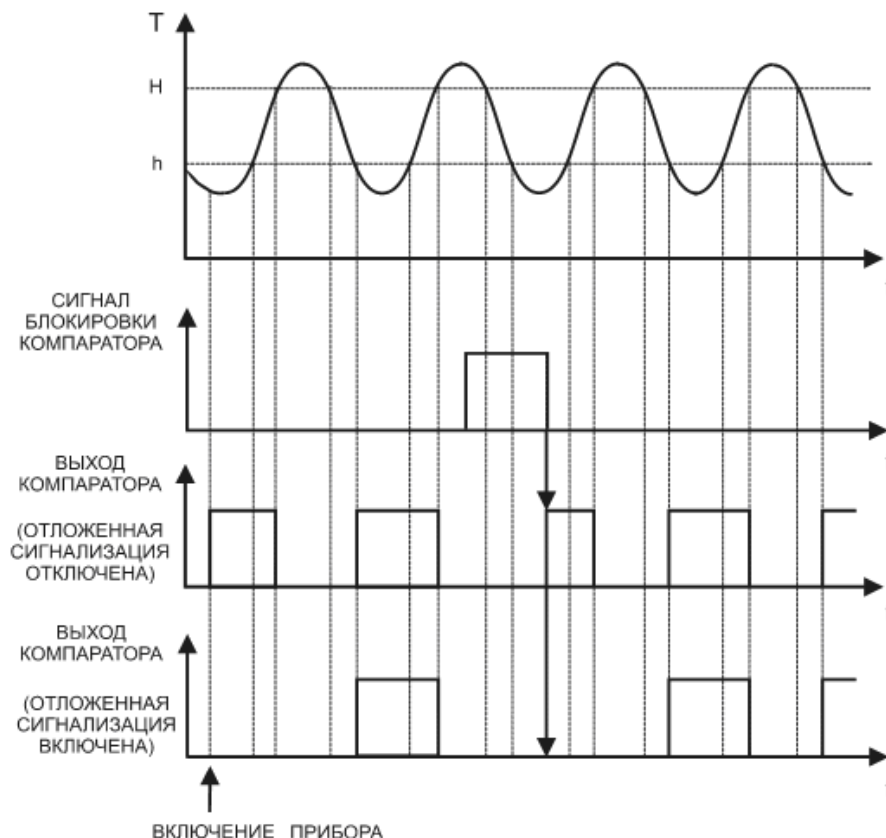 T
H
h
СИГНАЛ
БЛОКИРОВКИ
КОМПАРАТОРА
ВЫХОД
КОМПАРАТОРА
(ОТЛОЖЕННАЯ
СИГНАЛИЗАЦИЯ
ОТКЛЮЧЕНА)
ВЫХОД
КОМПАРАТОРА
(ОТЛОЖЕННАЯ
СИГНАЛИЗАЦИЯ
ВКЛЮЧЕНА)
ВКЛЮЧЕНИЕ ПРИБОРА